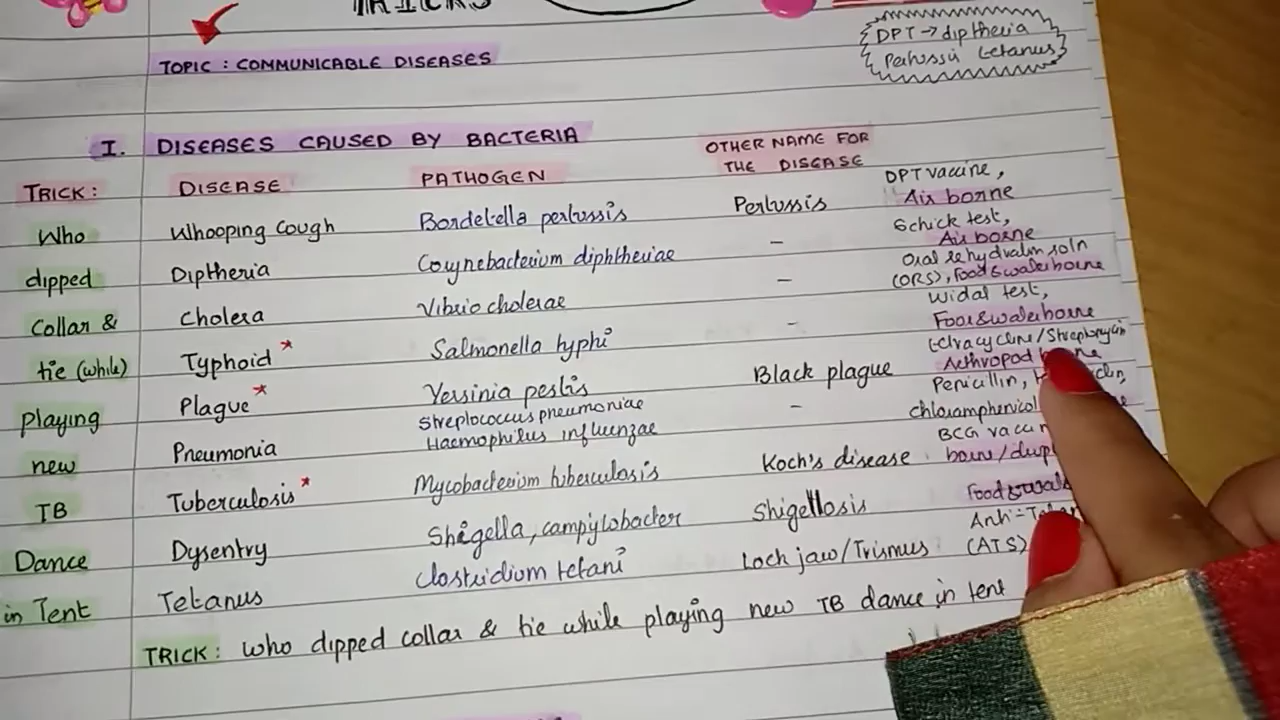 TRICKS
DPT → diptheria
Pertussis tetanus
TOPIC : COMMUNICABLE DISEASES
I. DISEASES CAUSED BY BACTERIA
TRICK : DISEASE PATHOGEN OTHER NAME FOR THE DISEASE
Who Whooping Cough Bordetella pertussis Pertussis DPT vaccine, Air borne
dipped Diptheria Corynebacterium diphtheriae - Schick test, Air borne
Collar & Cholera Vibrio cholerae - Oral rehydration soln (ORS), Food & waterborne
tie (while) Typhoid * Salmonella typhi - Widal test, Food & waterborne
Playing Plague * Yersinia pestis Black plague tetracycline/Streptomycin Arthropod
new Pneumonia Streptococcus pneumoniae Haemophilus influenzae - Penicillin, Chloramphenicol
TB Tuberculosis * Mycobacterium tuberculosis Koch's disease BCG borne/
Dance Dysentry Shigella, campylobacter Shigellosis Food &
in Tent Tetanus Clostridium tetani Lock jaw/Trismus Anti- (ATS)
TRICK : who dipped collar & tie while playing new TB dance in tent